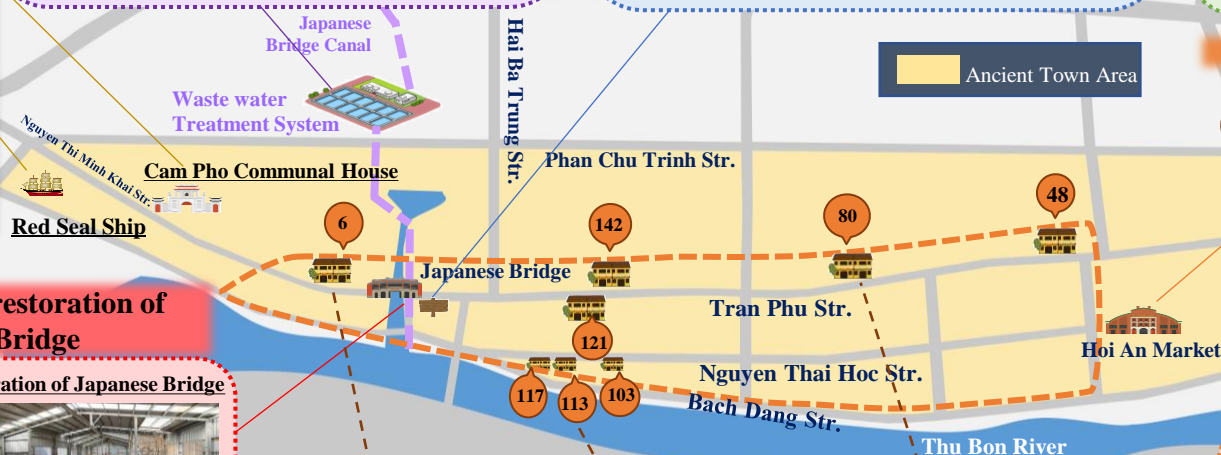 Japanese
Bridge Canal
Hai Ba Trung Str.
Ancient Town Area
Waste water
Treatment System
Nguyen Thi Minh Khai Str.
Phan Chu Trinh Str.
Cam Pho Communal House
Red Seal Ship
6
142
80
48
Japanese Bridge
restoration of
Bridge
Tran Phu Str.
121
Hoi An Market
Nguyen Thai Hoc Str.
ration of Japanese Bridge
117
113
103
Bach Dang Str.
Thu Bon River